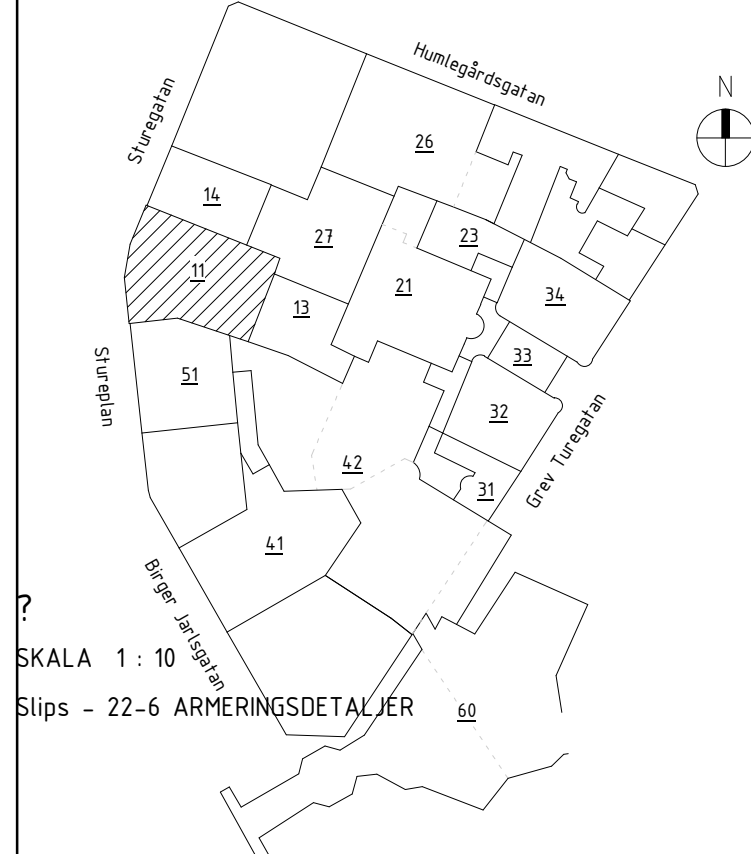 Humlegårdsgatan
N
Sturegatan
26
14
23
27
11
21
34
13
33
Stureplan
51
32
Grev Turegatan
42
31
41
Birger Jarlsgatan
?
SKALA 1 : 10
Slips - 22-6 ARMERINGSDETALJER
60